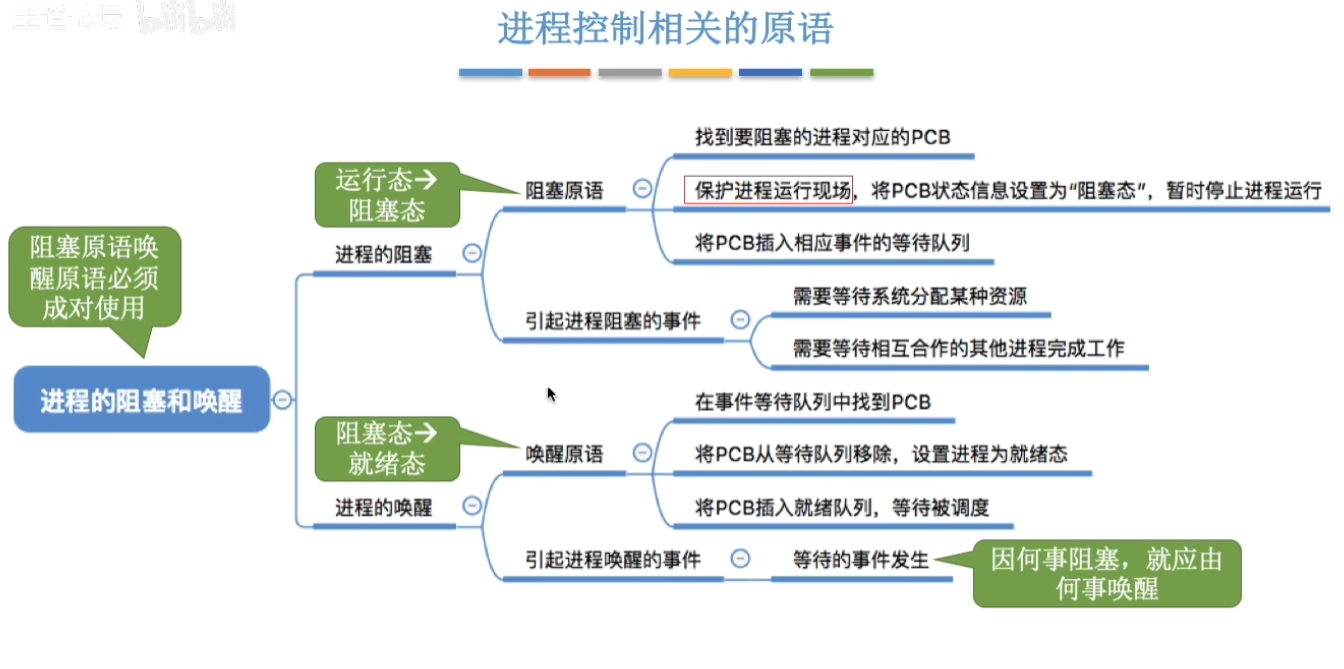 王道论坛 bilibili
进程控制相关的原语
找到要阻塞的进程对应的PCB
运行态→
阻塞态
阻塞原语
保护进程运行现场，将PCB状态信息设置为“阻塞态”，暂时停止进程运行
将PCB插入相应事件的等待队列
进程的阻塞
阻塞原语唤
醒原语必须
成对使用
引起进程阻塞的事件
需要等待系统分配某种资源
需要等待相互合作的其他进程完成工作
进程的阻塞和唤醒
在事件等待队列中找到PCB
阻塞态→
就绪态
唤醒原语
将PCB从等待队列移除，设置进程为就绪态
将PCB插入就绪队列，等待被调度
进程的唤醒
引起进程唤醒的事件
等待的事件发生
因何事阻塞，就应由
何事唤醒